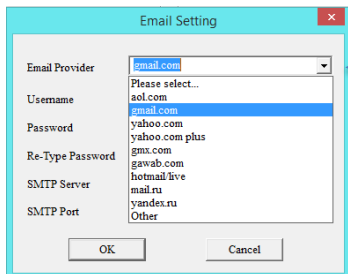 Email Setting
Email Provider gmail.com
Please select...
aol.com
Username gmail.com
yahoo.com
Password yahoo.com plus
gmx.com
Re-Type Password gawab.com
hotmail/live
SMTP Server mail.ru
yandex.ru
SMTP Port Other
OK Cancel